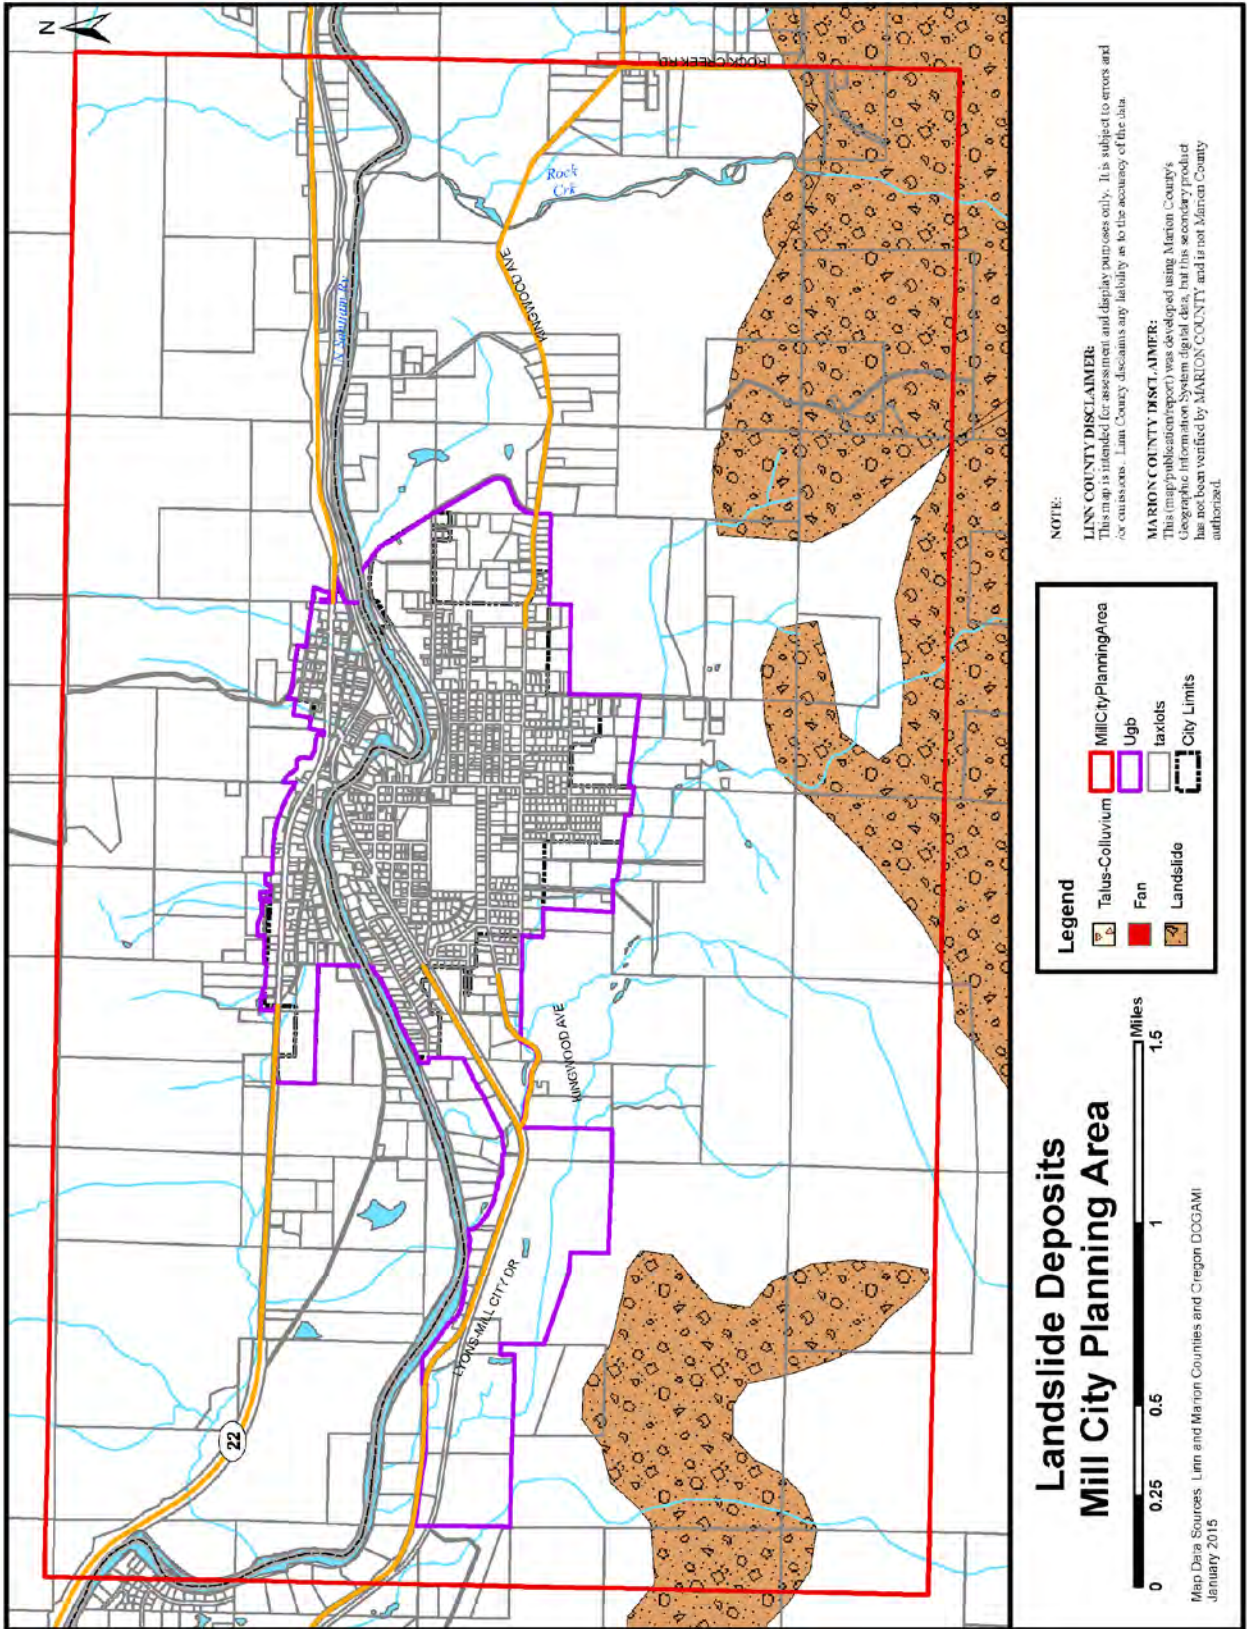 N
ROCK CREEK RD
Rock
Crk
N Santiam Rv
KINGWOOD AVE
KINGWOOD AVE
LYONS-MILL CITY DR
22
Landslide Deposits
Mill City Planning Area
0 0.25 0.5 1 1.5
Miles
Map Data Sources: Linn and Marion Counties and Oregon DOGAMI
January 2015
Legend
Talus-Colluvium
Fan
Landslide
MillCityPlanningArea
Ugb
taxlots
City Limits
NOTE:
LINN COUNTY DISCLAIMER:
This map is intended for assessment and display purposes only. It is subject to errors and
/or omissions. Linn County disclaims any liability as to the accuracy of the data.
MARION COUNTY DISCLAIMER:
This (map/publication/report) was developed using Marion County's
Geographic Information System digital data, but this secondary product
has not been verified by MARION COUNTY and is not Marion County
authorized.